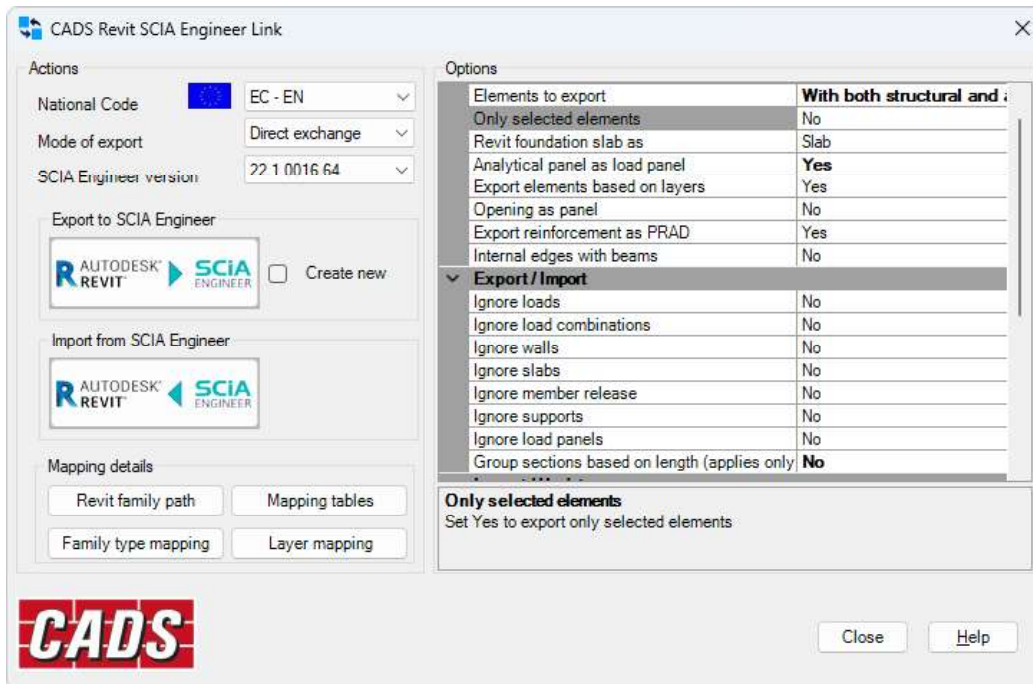 CADS Revit SCIA Engineer Link
Actions
National Code
EC - EN
Mode of export
Direct exchange
SCIA Engineer version
22.1.0016.64
Export to SCIA Engineer
R AUTODESK® REVIT® SCiA ENGINEER
Create new
Import from SCIA Engineer
R AUTODESK® REVIT® SCiA ENGINEER
Mapping details
Revit family path
Mapping tables
Family type mapping
Layer mapping
Options
Elements to export With both structural and
Only selected elements No
Revit foundation slab as Slab
Analytical panel as load panel Yes
Export elements based on layers Yes
Opening as panel No
Export reinforcement as PRAD Yes
Internal edges with beams No
Export / Import
Ignore loads No
Ignore load combinations No
Ignore walls No
Ignore slabs No
Ignore member release No
Ignore supports No
Ignore load panels No
Group sections based on length (applies only No
Only selected elements
Set Yes to export only selected elements
CADS
Close
Help